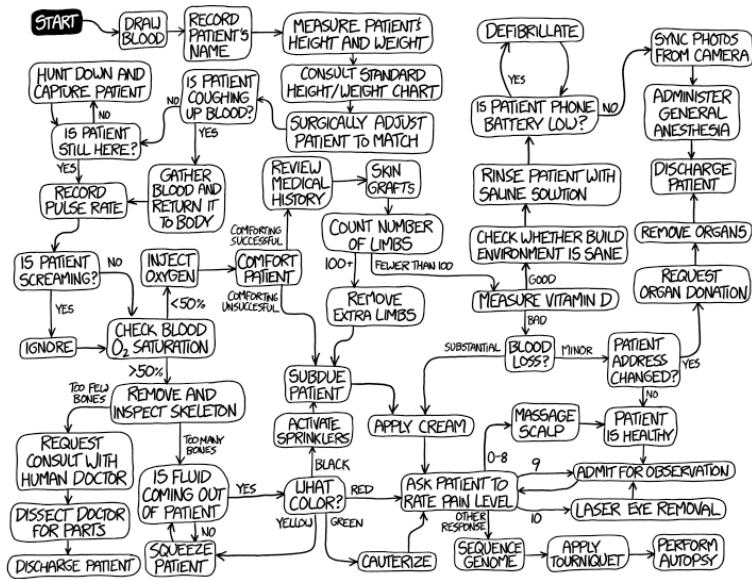 START
DRAW
BLOOD
RECORD
PATIENT'S
NAME
MEASURE PATIENT'S
HEIGHT AND WEIGHT
CONSULT STANDARD
HEIGHT/WEIGHT CHART
SURGICALLY ADJUST
PATIENT TO MATCH
IS PATIENT
COUGHING
UP BLOOD?
NO
YES
HUNT DOWN AND
CAPTURE PATIENT
NO
IS PATIENT
STILL HERE?
YES
GATHER
BLOOD AND
RETURN IT
TO BODY
RECORD
PULSE RATE
IS PATIENT
SCREAMING?
NO
YES
IGNORE
CHECK BLOOD
O2 SATURATION
<50%
>50%
INJECT
OXYGEN
COMFORT
PATIENT
COMFORTING
SUCCESSFUL
COMFORTING
UNSUCCESFUL
REVIEW
MEDICAL
HISTORY
SKIN
GRAFTS
COUNT NUMBER
OF LIMBS
100+
FEWER THAN 100
REMOVE
EXTRA LIMBS
SUBDUE
PATIENT
ACTIVATE
SPRINKLERS
REMOVE AND
INSPECT SKELETON
TOO FEW
BONES
TOO MANY
BONES
REQUEST
CONSULT WITH
HUMAN DOCTOR
DISSECT DOCTOR
FOR PARTS
DISCHARGE PATIENT
IS FLUID
COMING OUT
OF PATIENT
YES
NO
SQUEEZE
PATIENT
WHAT
COLOR?
BLACK
RED
YELLOW
GREEN
CAUTERIZE
APPLY CREAM
ASK PATIENT TO
RATE PAIN LEVEL
0-8
9
10
OTHER
RESPONSE
MASSAGE
SCALP
PATIENT
IS HEALTHY
ADMIT FOR OBSERVATION
LASER EYE REMOVAL
SEQUENCE
GENOME
APPLY
TOURNIQUET
PERFORM
AUTOPSY
MEASURE VITAMIN D
GOOD
BAD
BLOOD
LOSS?
SUBSTANTIAL
MINOR
PATIENT
ADDRESS
CHANGED?
YES
NO
CHECK WHETHER BUILD
ENVIRONMENT IS SANE
RINSE PATIENT WITH
SALINE SOLUTION
IS PATIENT PHONE
BATTERY LOW?
YES
NO
DEFIBRILLATE
SYNC PHOTOS
FROM CAMERA
ADMINISTER
GENERAL
ANESTHESIA
DISCHARGE
PATIENT
REMOVE ORGANS
REQUEST
ORGAN DONATION